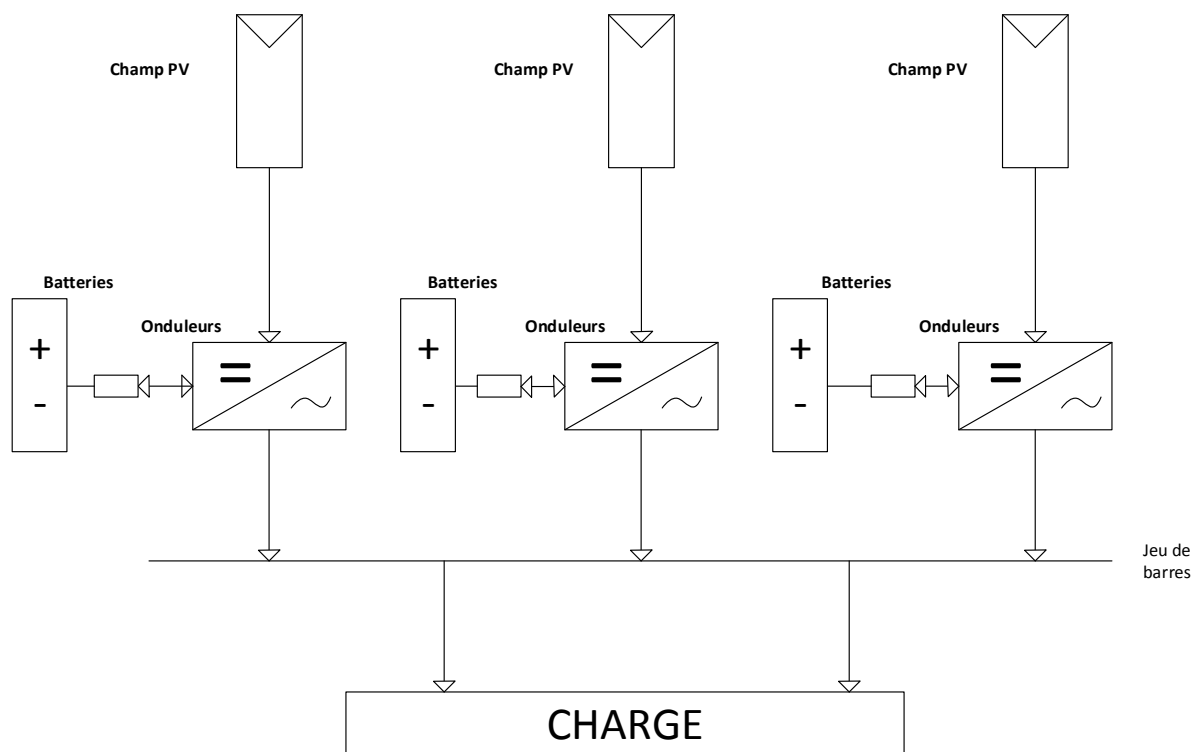 Champ PV
Champ PV
Champ PV
Batteries
Batteries
Batteries
Onduleurs
Onduleurs
Onduleurs
+
+
+
-
-
-
Jeu de
barres
CHARGE